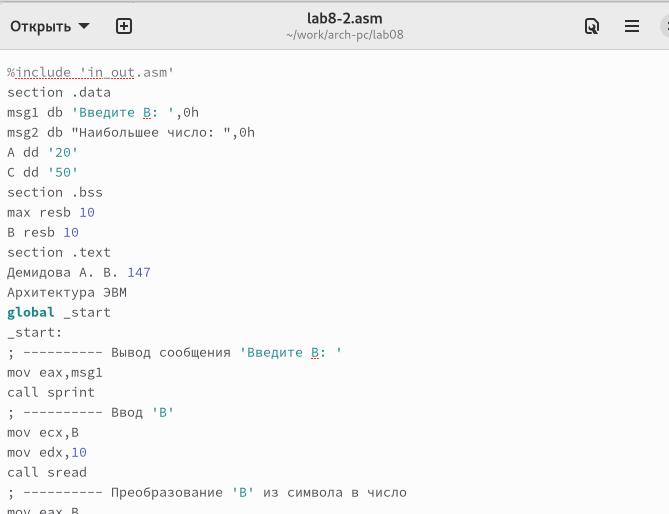 Открыть
lab8-2.asm
~/work/arch-pc/lab08
%include 'in_out.asm'
section .data
msg1 db 'Введите B: ',0h
msg2 db "Наибольшее число: ",0h
A dd '20'
C dd '50'
section .bss
max resb 10
B resb 10
section .text
Демидова А. В. 147
Архитектура ЭВМ
global _start
_start:
; ---------- Вывод сообщения 'Введите B: '
mov eax,msg1
call sprint
; ---------- Ввод 'B'
mov ecx,B
mov edx,10
call sread
; ---------- Преобразование 'B' из символа в число
mov eax,B